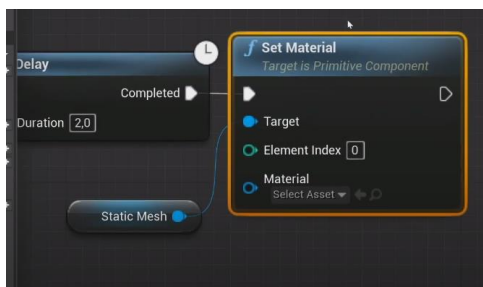 Delay
Completed
Duration 2,0
Static Mesh
Set Material
Target is Primitive Component
Target
Element Index 0
Material
Select Asset